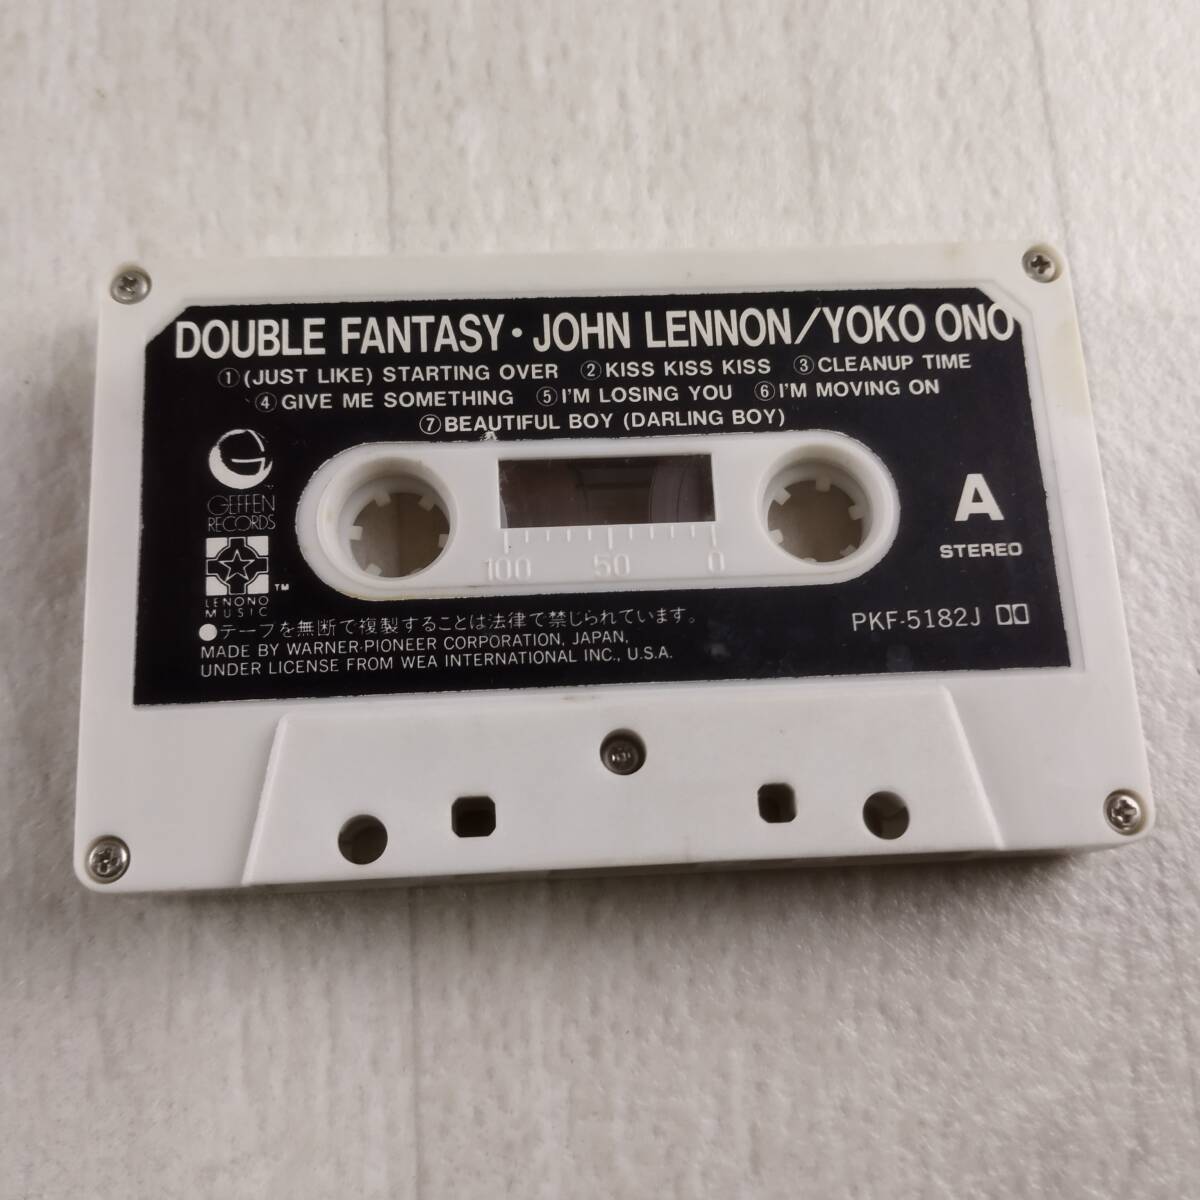 DOUBLE FANTASY・JOHN LENNON/YOKO ONO
①(JUST LIKE) STARTING OVER ②KISS KISS KISS ③CLEANUP TIME
④GIVE ME SOMETHING ⑤I'M LOSING YOU ⑥I'M MOVING ON
⑦BEAUTIFUL BOY (DARLING BOY)
G
GEFFEN
RECORDS
LENONO
MUSIC
TM
100 50 0
A
STEREO
●テープを無断で複製することは法律で禁じられています。
MADE BY WARNER-PIONEER CORPORATION, JAPAN,
UNDER LICENSE FROM WEA INTERNATIONAL INC., U.S.A.
PKF-5182J